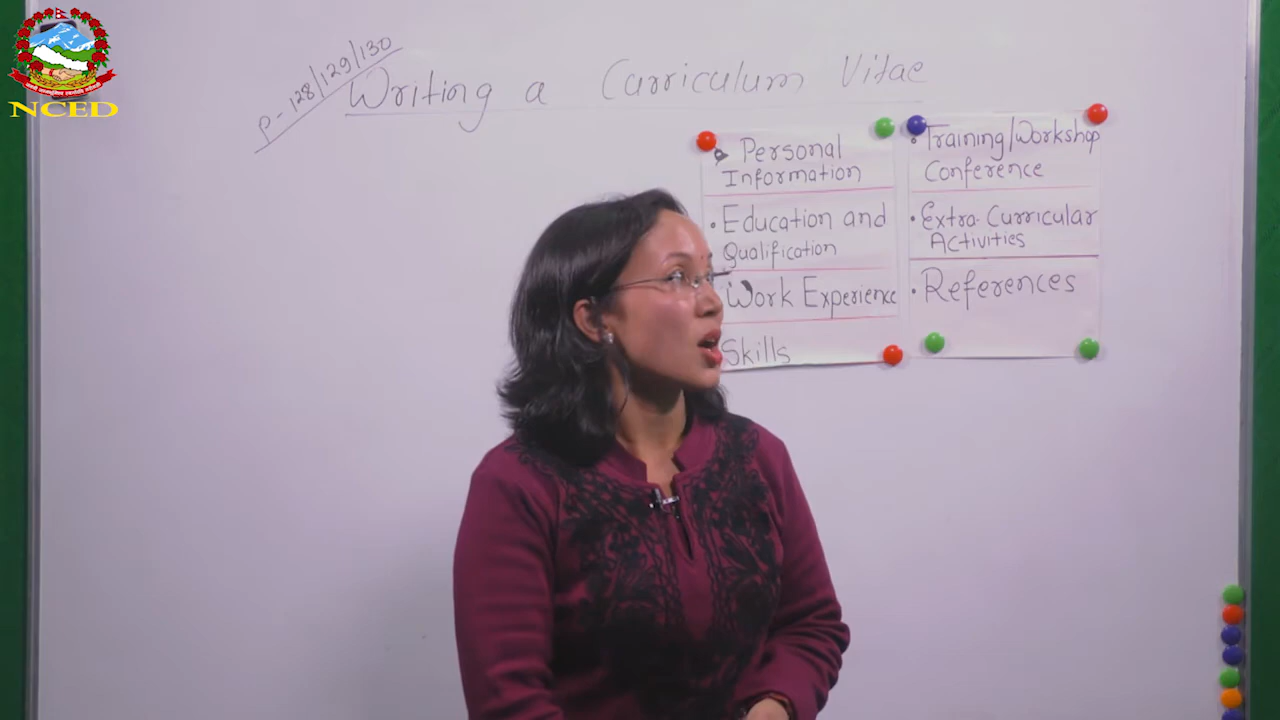 NCED
P-128/129/130
Writing a Curriculum Vitae
Personal
Information
• Education and
Qualification
Work Experience
Skills
• Training/Workshop
Conference
• Extra-Curricular
Activities
• References